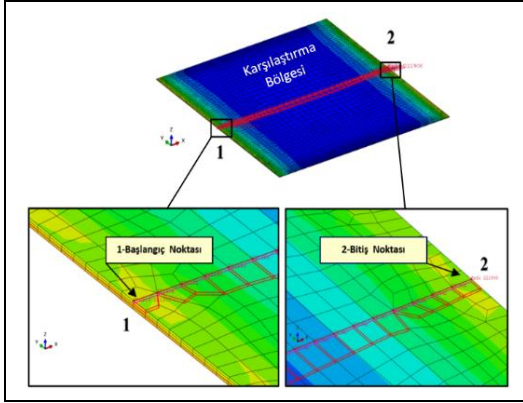 2
Karşılaştırma
Bölgesi
1
1-Başlangıç Noktası
1
2-Bitiş Noktası
2